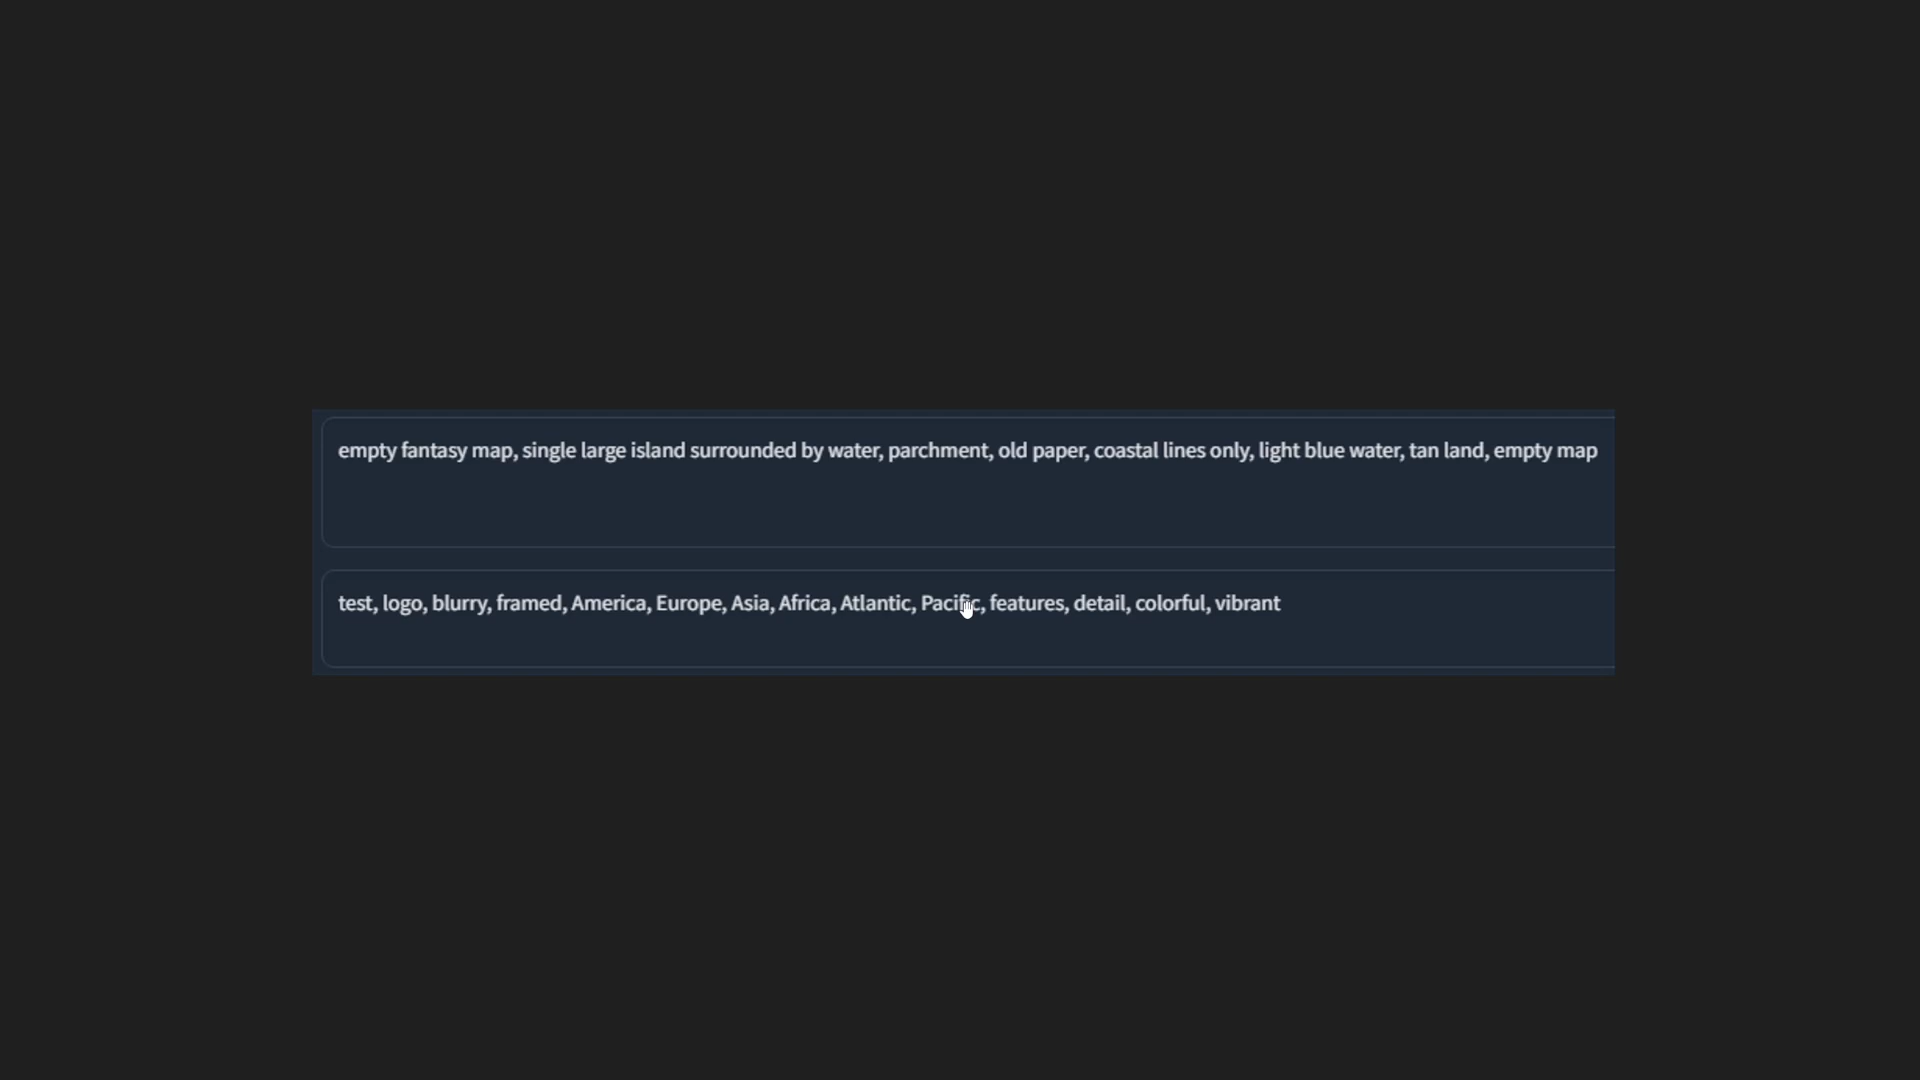 empty fantasy map, single large island surrounded by water, parchment, old paper, coastal lines only, light blue water, tan land, empty map
test, logo, blurry, framed, America, Europe, Asia, Africa, Atlantic, Pacific, features, detail, colorful, vibrant